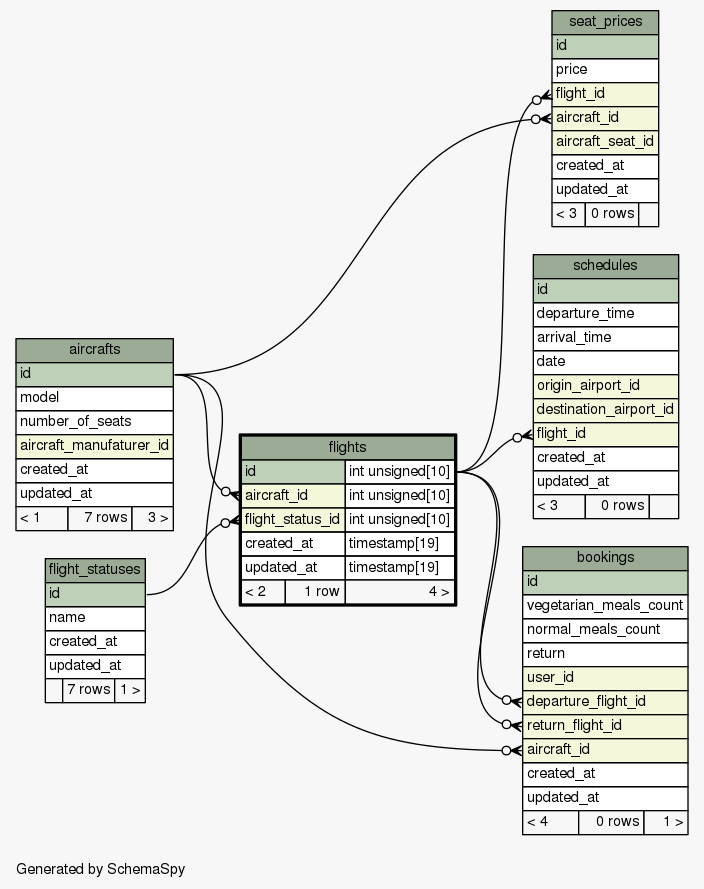 seat_prices
id
price
flight_id
aircraft_id
aircraft_seat_id
created_at
updated_at
< 3 0 rows
schedules
id
departure_time
arrival_time
date
origin_airport_id
destination_airport_id
flight_id
created_at
updated_at
< 3 0 rows
aircrafts
id
model
number_of_seats
aircraft_manufaturer_id
created_at
updated_at
< 1 7 rows 3 >
flights
id int unsigned[10]
aircraft_id int unsigned[10]
flight_status_id int unsigned[10]
created_at timestamp[19]
updated_at timestamp[19]
< 2 1 row 4 >
flight_statuses
id
name
created_at
updated_at
7 rows 1 >
bookings
id
vegetarian_meals_count
normal_meals_count
return
user_id
departure_flight_id
return_flight_id
aircraft_id
created_at
updated_at
< 4 0 rows 1 >
Generated by SchemaSpy